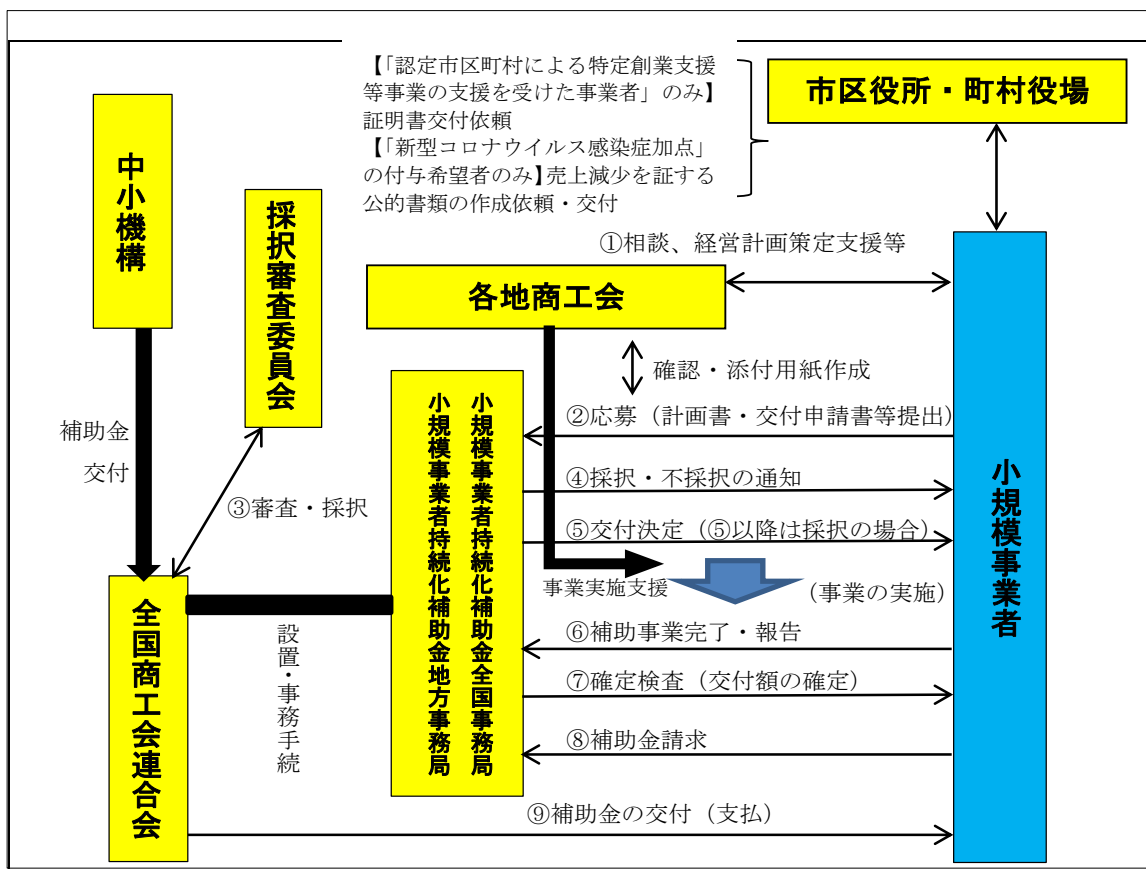 【「認定市区町村による特定創業支援
等事業の支援を受けた事業者」のみ】
証明書交付依頼
【「新型コロナウイルス感染症加点」
の付与希望者のみ】売上減少を証する
公的書類の作成依頼・交付
市区役所・町村役場
中小機構
採択審査委員会
①相談、経営計画策定支援等
各地商工会
確認・添付用紙作成
②応募（計画書・交付申請書等提出）
補助金
交付
③審査・採択
④採択・不採択の通知
⑤交付決定（⑤以降は採択の場合）
事業実施支援
（事業の実施）
小規模事業者持続化補助金全国事務局
小規模事業者持続化補助金地方事務局
小規模事業者
全国商工会連合会
設置・事務手続
⑥補助事業完了・報告
⑦確定検査（交付額の確定）
⑧補助金請求
⑨補助金の交付（支払）